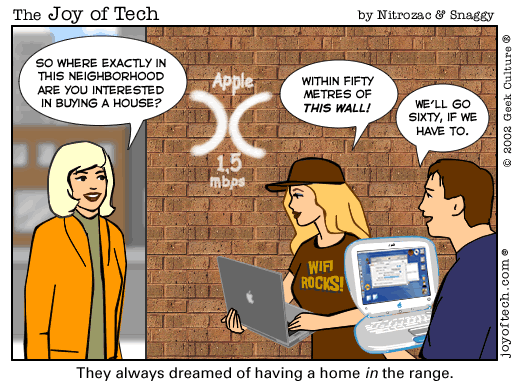 The Joy of Tech
by Nitrozac & Snaggy
SO WHERE EXACTLY IN
THIS NEIGHBORHOOD
ARE YOU INTERESTED
IN BUYING A HOUSE?
Apple
1,5
mbps
WITHIN FIFTY
METRES OF
THIS WALL!
WE'LL GO
SIXTY, IF WE
HAVE TO.
WIFI
ROCKS!
© 2002 Geek Culture ®
joyoftech.com ®
They always dreamed of having a home in the range.